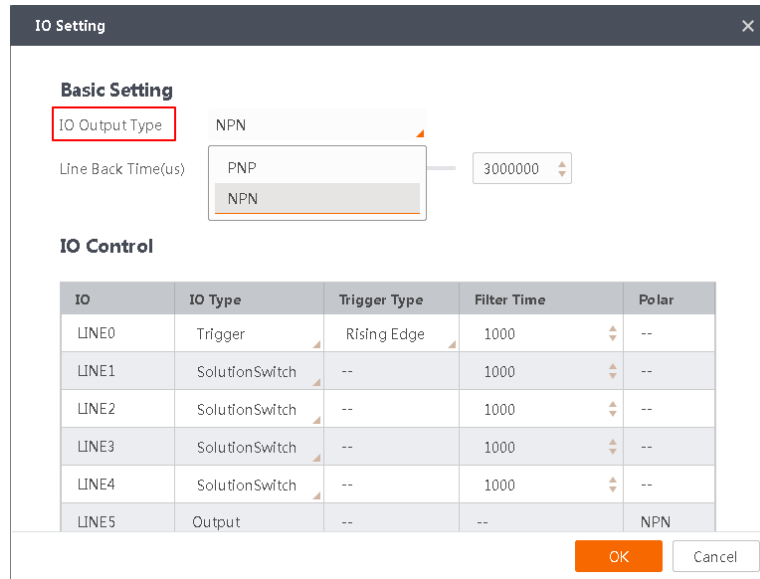 IO Setting
Basic Setting
IO Output Type NPN
PNP
NPN
Line Back Time(us) 3000000
IO Control
IO IO Type Trigger Type Filter Time Polar
LINE0 Trigger Rising Edge 1000 --
LINE1 SolutionSwitch -- 1000 --
LINE2 SolutionSwitch -- 1000 --
LINE3 SolutionSwitch -- 1000 --
LINE4 SolutionSwitch -- 1000 --
LINE5 Output -- -- NPN
OK Cancel